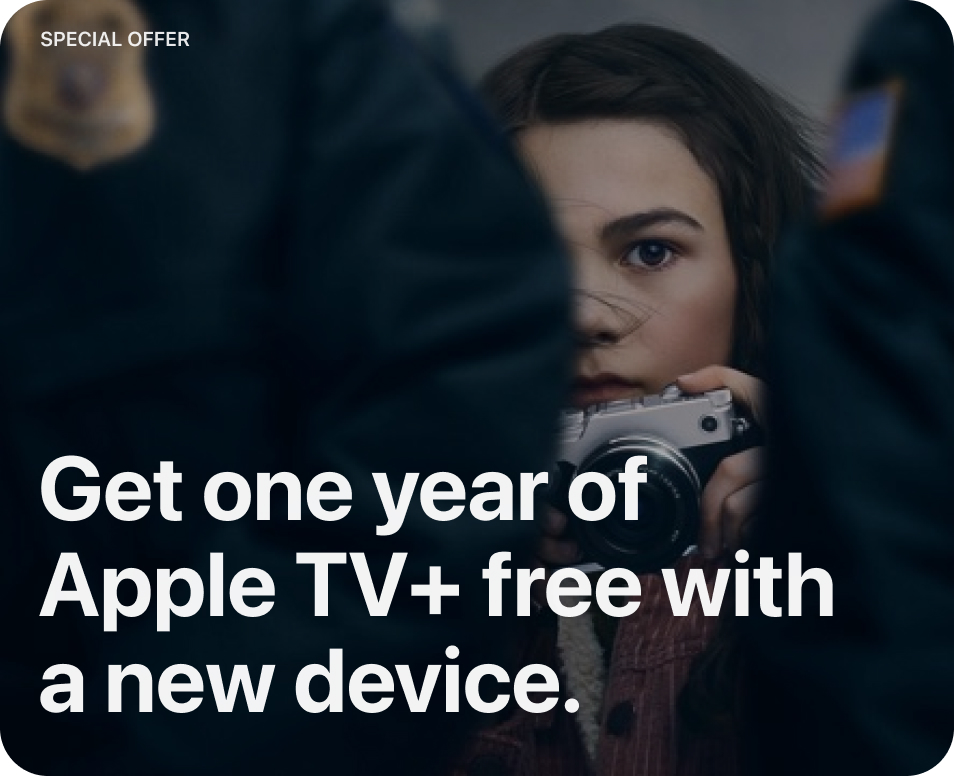 SPECIAL OFFER
Get one year of
Apple TV+ free with
a new device.